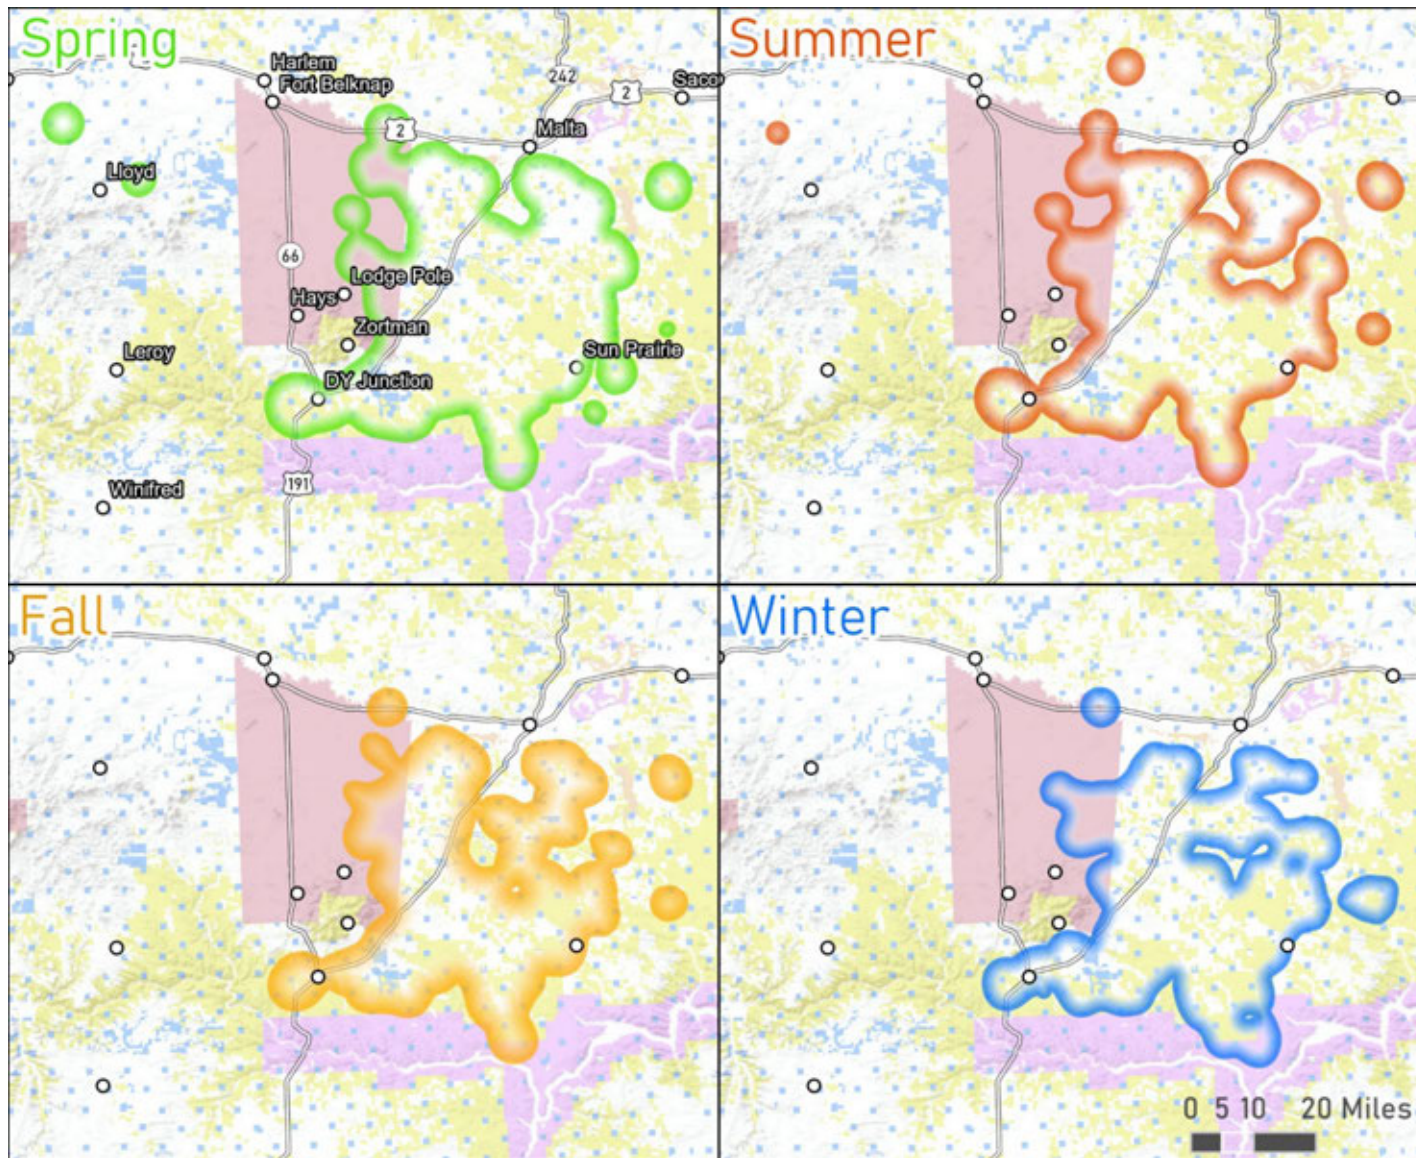 Spring
Summer
Harlem
Fort Belknap
242
Saco
2
2
Malta
Lloyd
66
Lodge Pole
Hays
Zortman
Leroy
Sun Prairie
DY Junction
191
Winifred
Fall
Winter
0 5 10 20 Miles